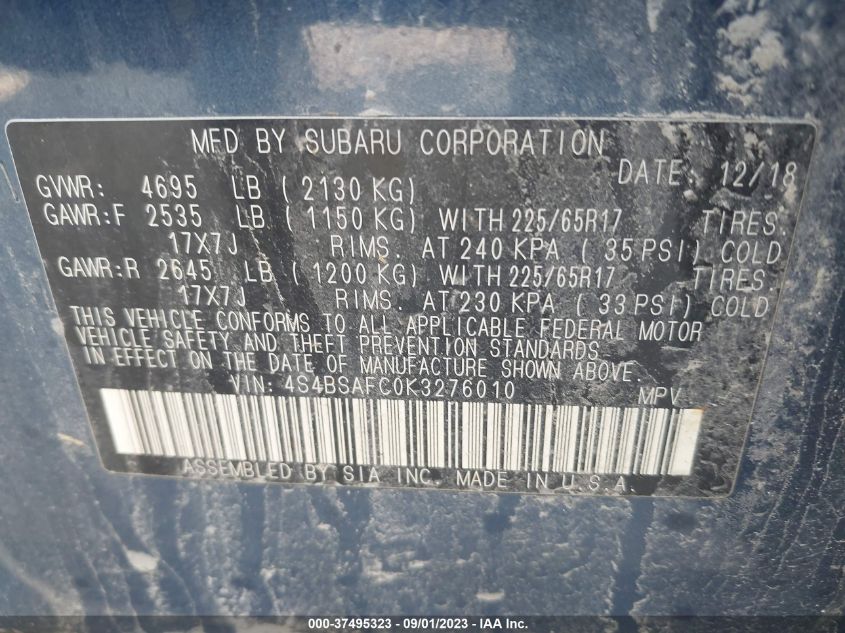 MFD BY SUBARU CORPORATION
DATE: 12/18
GVWR: 4695 LB ( 2130 KG)
GAWR:F 2535 LB ( 1150 KG) WITH 225/65R17 TIRES.
17X7J RIMS. AT 240 KPA ( 35 PSI) COLD
GAWR:R 2645 LB ( 1200 KG) WITH 225/65R17 TIRES.
17X7J RIMS. AT 230 KPA ( 33 PSI) COLD
THIS VEHICLE CONFORMS TO ALL APPLICABLE FEDERAL MOTOR
VEHICLE SAFETY AND THEFT PREVENTION STANDARDS
IN EFFECT ON THE DATE OF MANUFACTURE SHOWN ABOVE.
VIN: 4S4BSAFC0K3276010 MPV
ASSEMBLED BY SIA INC. MADE IN U.S.A.
000-37495323 - 09/01/2023 - IAA Inc.